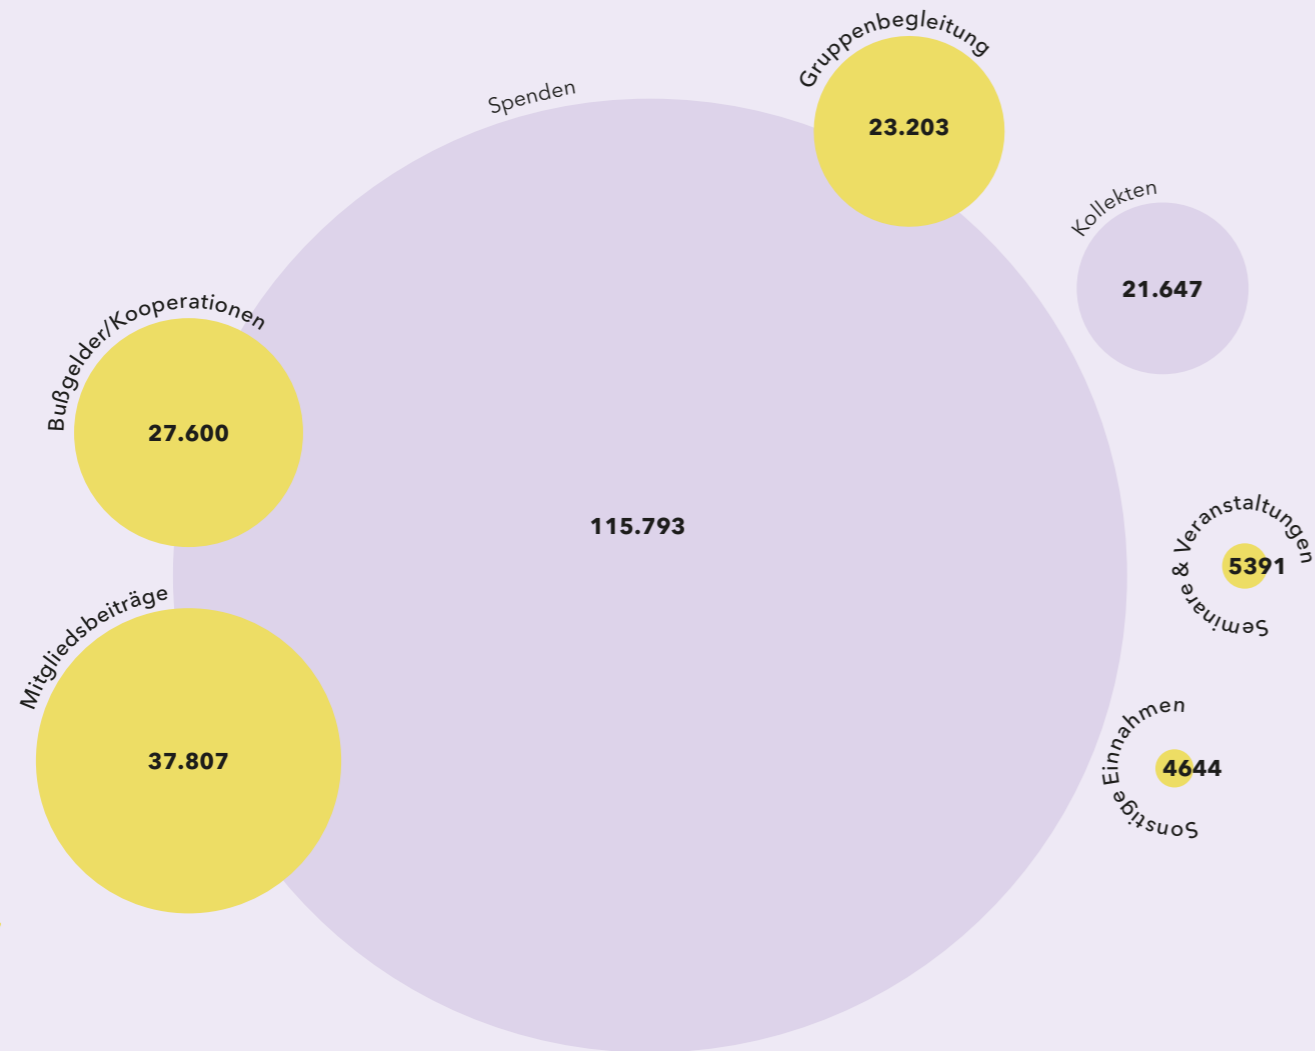 Gruppenbegleitung
23.203
Spenden
115.793
Kollekten
21.647
Bußgelder/Kooperationen
27.600
Seminare & Veranstaltungen
5391
Mitgliedsbeiträge
37.807
Sonstige Einnahmen
4644